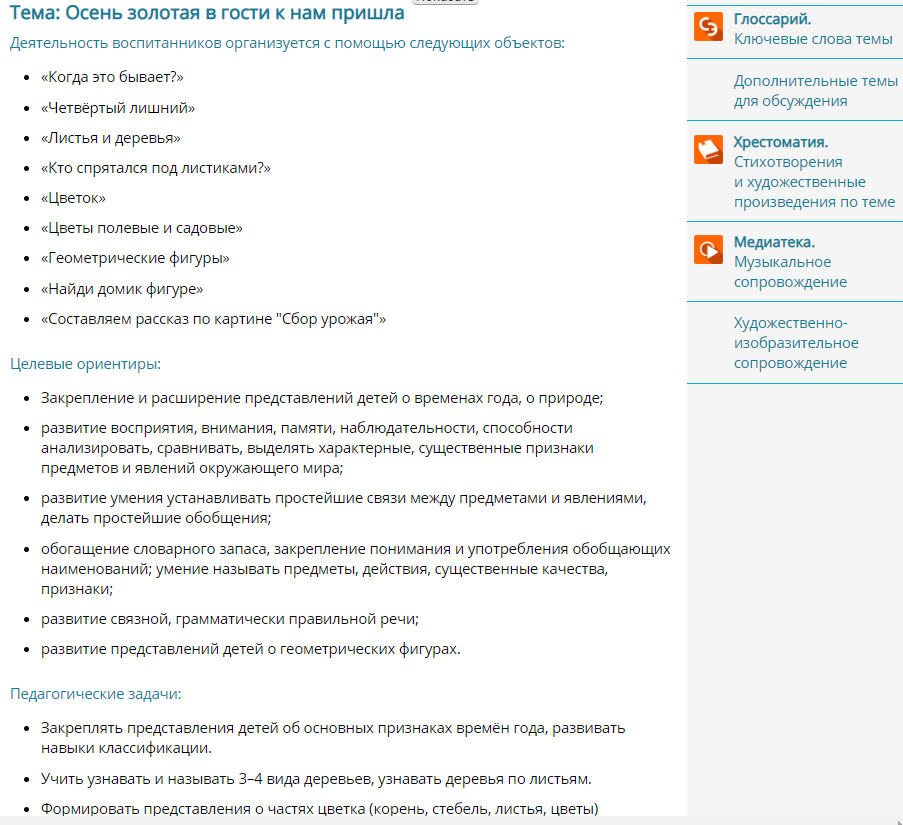 Тема: Осень золотая в гости к нам пришла
Деятельность воспитанников организуется с помощью следующих объектов:
• «Когда это бывает?»
• «Четвёртый лишний»
• «Листья и деревья»
• «Кто спрятался под листиками?»
• «Цветок»
• «Цветы полевые и садовые»
• «Геометрические фигуры»
• «Найди домик фигуре»
• «Составляем рассказ по картине "Сбор урожая"»
Целевые ориентиры:
• Закрепление и расширение представлений детей о временах года, о природе;
• развитие восприятия, внимания, памяти, наблюдательности, способности
анализировать, сравнивать, выделять характерные, существенные признаки
предметов и явлений окружающего мира;
• развитие умения устанавливать простейшие связи между предметами и явлениями,
делать простейшие обобщения;
• обогащение словарного запаса, закрепление понимания и употребления обобщающих
наименований; умение называть предметы, действия, существенные качества,
признаки;
• развитие связной, грамматически правильной речи;
• развитие представлений детей о геометрических фигурах.
Педагогические задачи:
• Закреплять представления детей об основных признаках времён года, развивать
навыки классификации.
• Учить узнавать и называть 3–4 вида деревьев, узнавать деревья по листьям.
• Формировать представления о частях цветка (корень, стебель, листья, цветы)
Глоссарий.
Ключевые слова темы
Дополнительные темы
для обсуждения
Хрестоматия.
Стихотворения
и художественные
произведения по теме
Медиатека.
Музыкальное
сопровождение
Художественно-
изобразительное
сопровождение